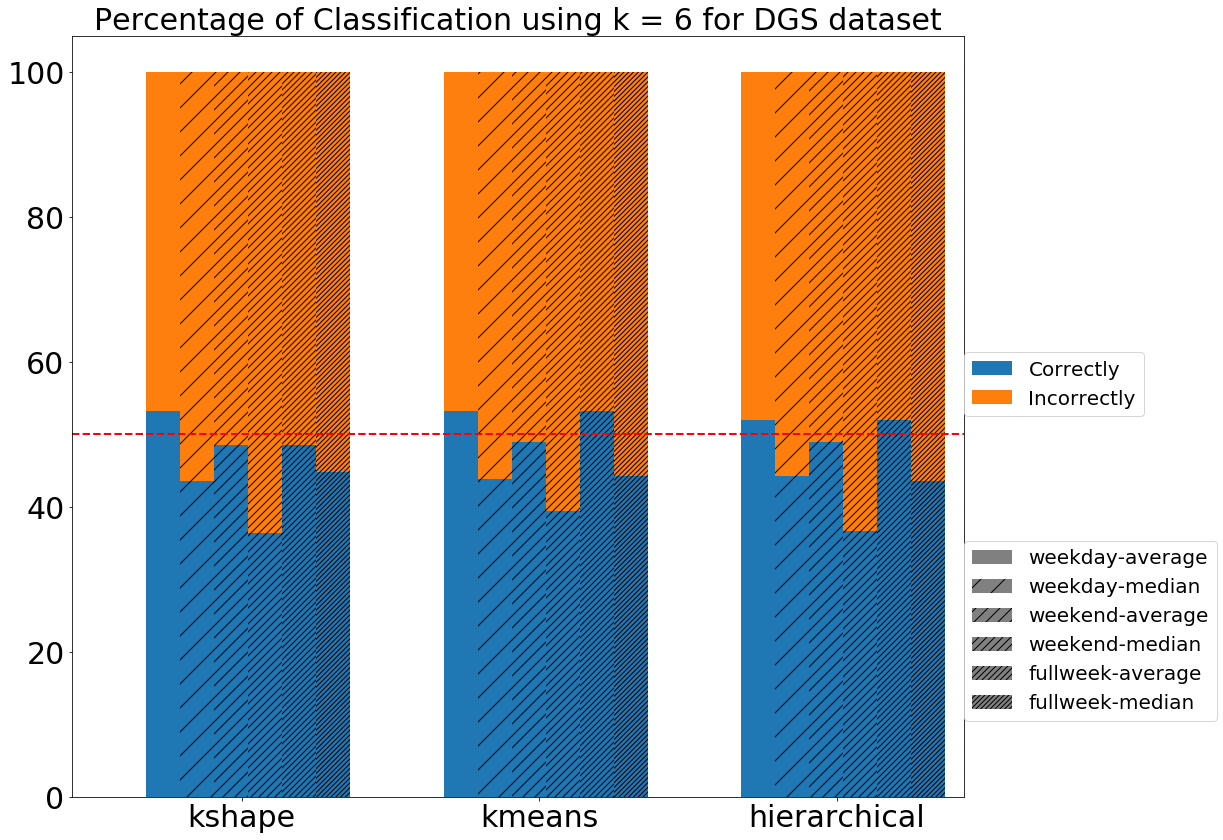 Percentage of Classification using k = 6 for DGS dataset
100
80
60
40
20
0
kshape
kmeans
hierarchical
Correctly
Incorrectly
weekday-average
weekday-median
weekend-average
weekend-median
fullweek-average
fullweek-median